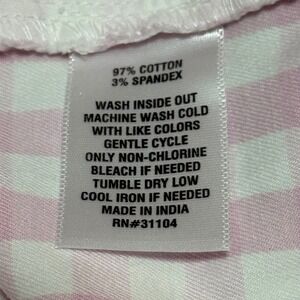 97% COTTON
3% SPANDEX
WASH INSIDE OUT
MACHINE WASH COLD
WITH LIKE COLORS
GENTLE CYCLE
ONLY NON-CHLORINE
BLEACH IF NEEDED
TUMBLE DRY LOW
COOL IRON IF NEEDED
MADE IN INDIA
RN#31104